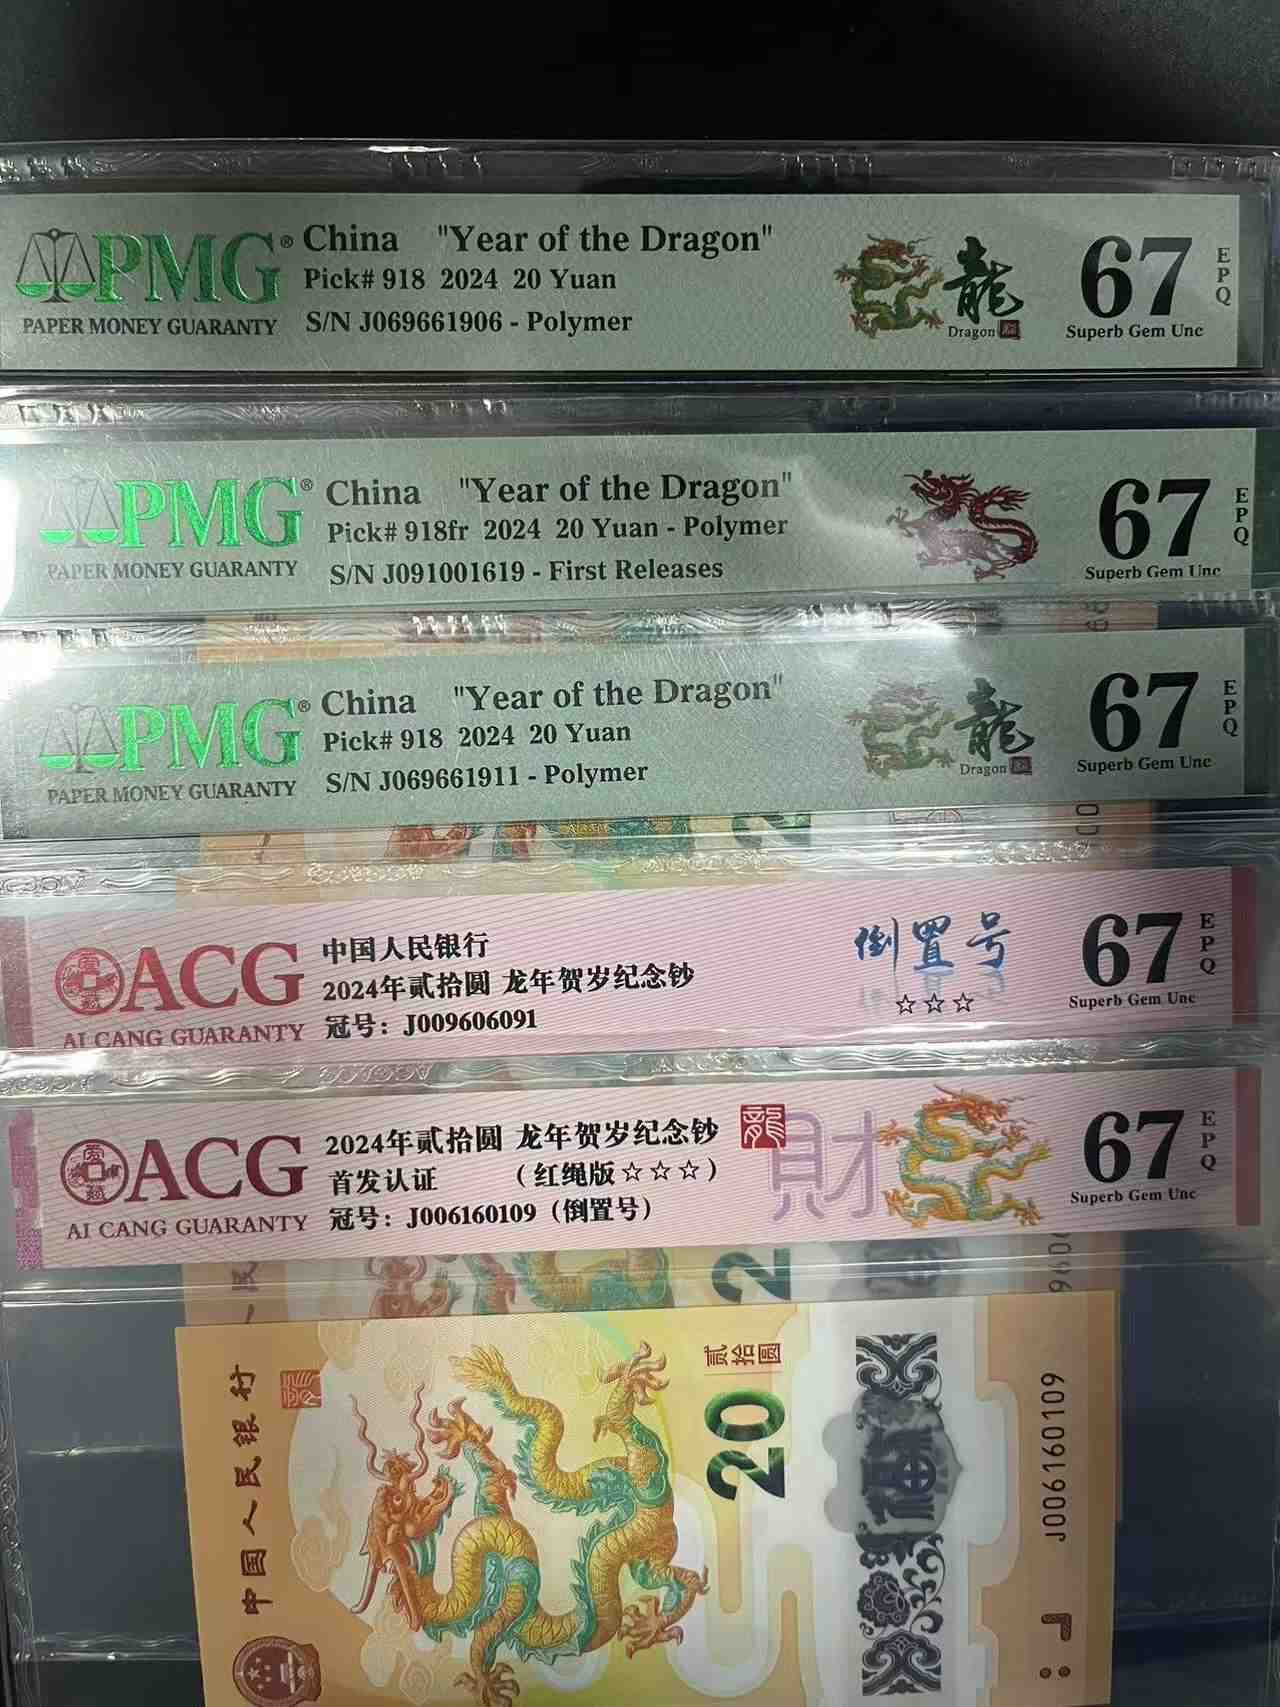 PMG®
PAPER MONEY GUARANTY
China "Year of the Dragon"
Pick# 918 2024 20 Yuan
S/N J069661906 - Polymer
龍
Dragon
67
EPQ
Superb Gem Unc
PMG®
PAPER MONEY GUARANTY
China "Year of the Dragon"
Pick# 918fr 2024 20 Yuan - Polymer
S/N J091001619 - First Releases
67
EPQ
Superb Gem Unc
PMG®
PAPER MONEY GUARANTY
China "Year of the Dragon"
Pick# 918 2024 20 Yuan
S/N J069661911 - Polymer
龍
Dragon
67
EPQ
Superb Gem Unc
ACG
AI CANG GUARANTY
中国人民银行
2024年贰拾圆 龙年贺岁纪念钞
冠号：J009606091
倒置号
☆☆☆
67
EPQ
Superb Gem Unc
ACG
AI CANG GUARANTY
2024年贰拾圆 龙年贺岁纪念钞
首发认证 （红绳版☆☆☆）
冠号：J006160109（倒置号）
龍
財
67
EPQ
Superb Gem Unc
中国人民银行
贰拾圆
20
J006160109